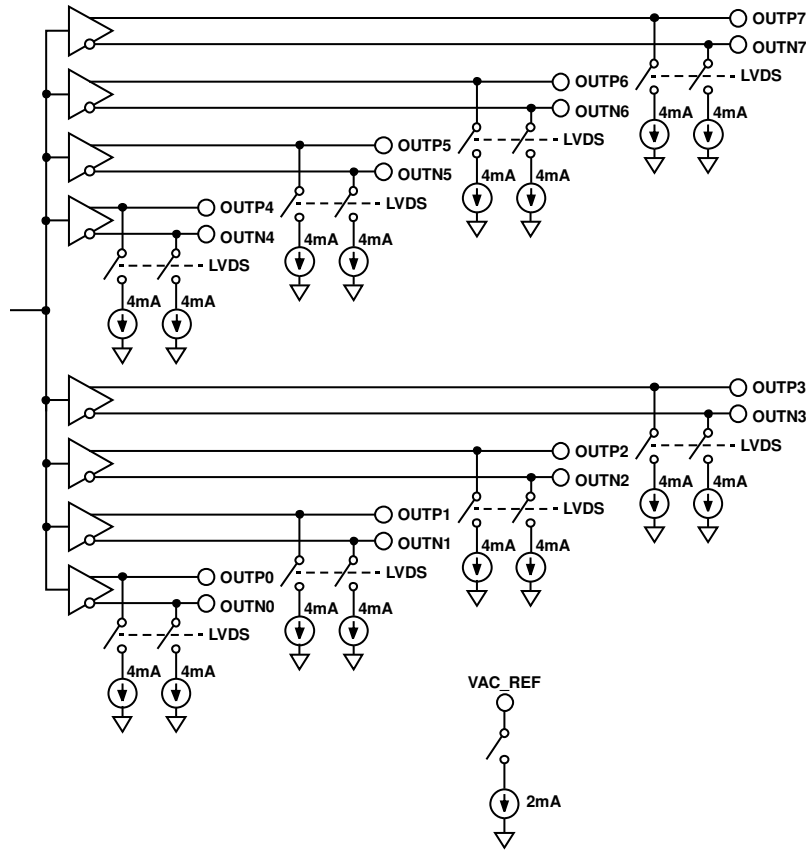 OUTP7
OUTN7
LVDS
4mA 4mA
OUTP6
OUTN6
LVDS
4mA 4mA
OUTP5
OUTN5
LVDS
4mA 4mA
OUTP4
OUTN4
LVDS
4mA 4mA
OUTP3
OUTN3
LVDS
4mA 4mA
OUTP2
OUTN2
LVDS
4mA 4mA
OUTP1
OUTN1
LVDS
4mA 4mA
OUTP0
OUTN0
LVDS
4mA 4mA
VAC_REF
2mA